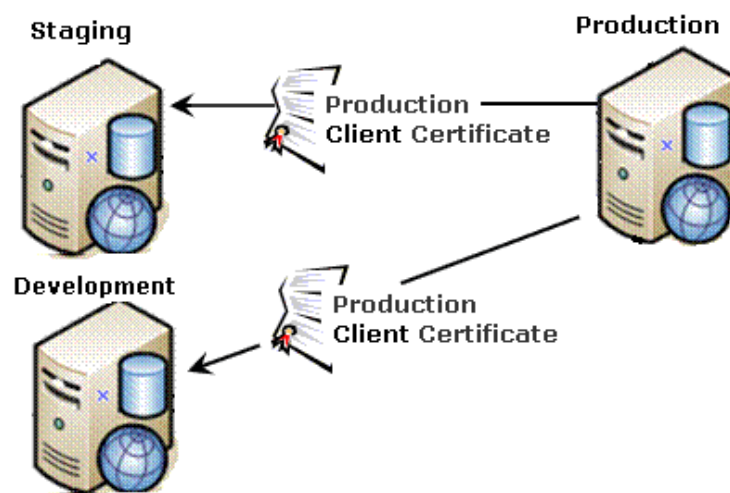 Staging
Production
Production
Client Certificate
Development
Production
Client Certificate